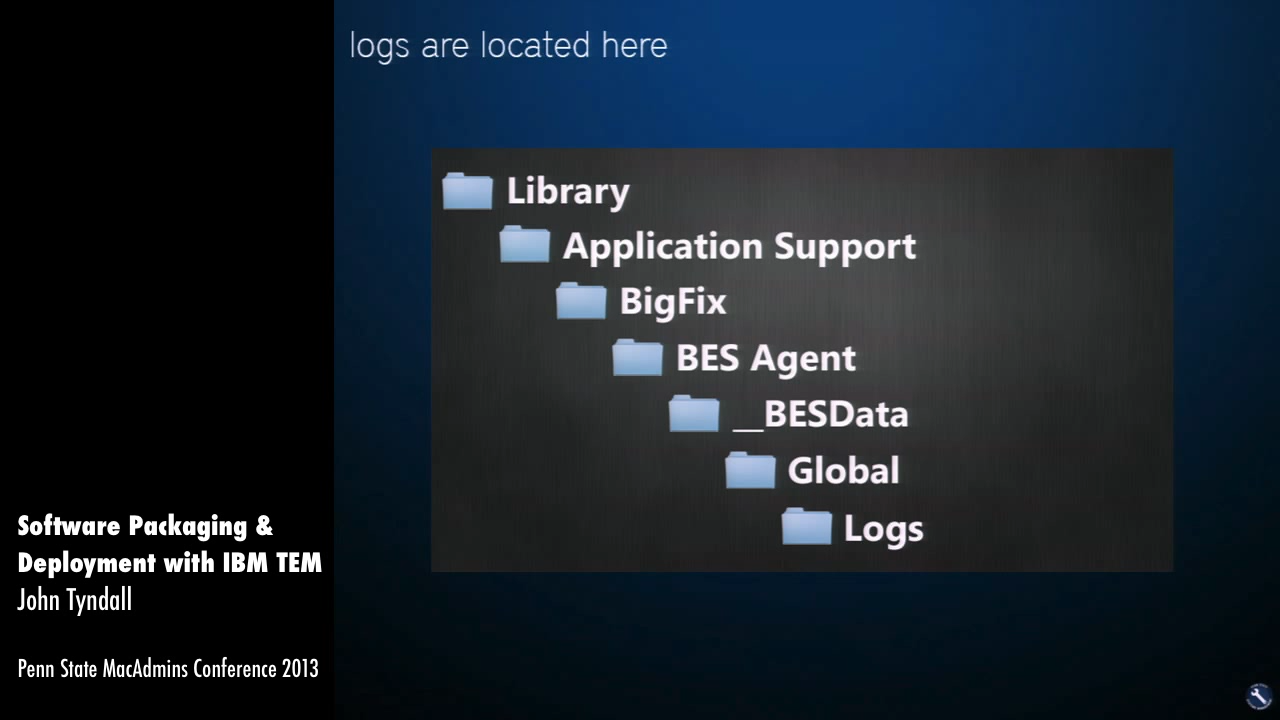 logs are located here
Library
Application Support
BigFix
BES Agent
__BESData
Global
Logs
Software Packaging &
Deployment with IBM TEM
John Tyndall
Penn State MacAdmins Conference 2013